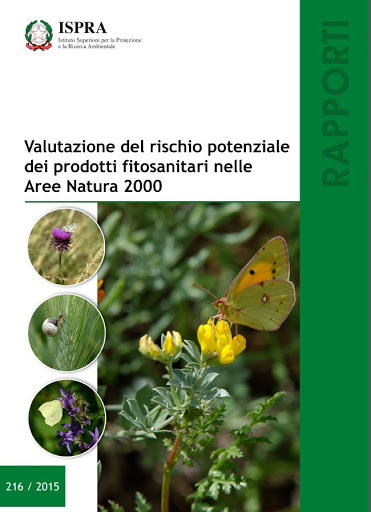 ISPRA
Istituto Superiore per la Protezione
e la Ricerca Ambientale
RAPPORTI
Valutazione del rischio potenziale
dei prodotti fitosanitari nelle
Aree Natura 2000
216 / 2015